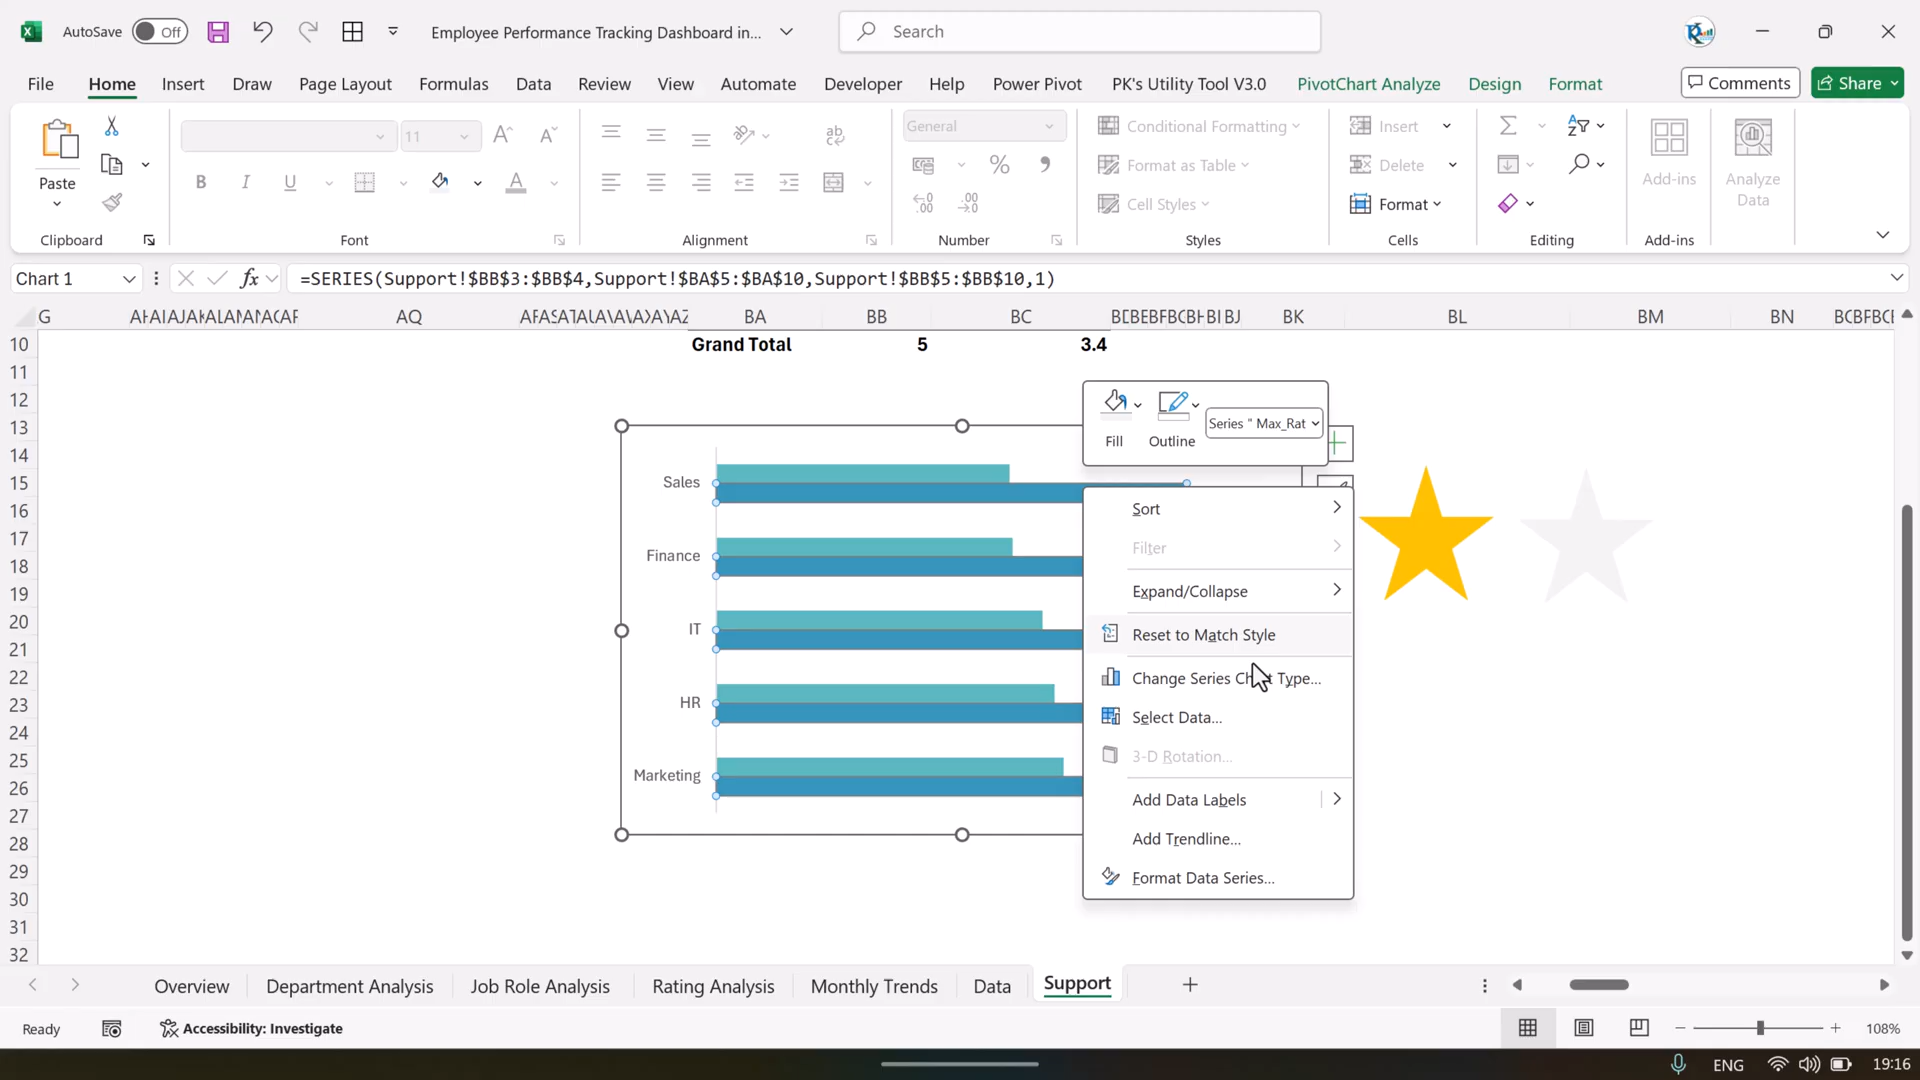 AutoSave Off Employee Performance Tracking Dashboard in... Search
File Home Insert Draw Page Layout Formulas Data Review View Automate Developer Help Power Pivot PK's Utility Tool V3.0 PivotChart Analyze Design Format Comments Share
Paste
11
General
Conditional Formatting
Format as Table
Cell Styles
Insert
Delete
Format
Add-ins
Analyze
Data
Clipboard Font Alignment Number Styles Cells Editing Add-ins
Chart 1 fx =SERIES(Support!$BB$3:$BB$4,Support!$BA$5:$BA$10,Support!$BB$5:$BB$10,1)
G AQ BA BB BC BK BL BM BN
10 Grand Total 5 3.4
11
12
13
14
15
16
17
18
19
20
21
22
23
24
25
26
27
28
29
30
31
32
Fill Outline Series " Max_Rat
Sales
Finance
IT
HR
Marketing
Sort
Filter
Expand/Collapse
Reset to Match Style
Change Series Ch t Type...
Select Data...
3-D Rotation...
Add Data Labels
Add Trendline...
Format Data Series...
Overview Department Analysis Job Role Analysis Rating Analysis Monthly Trends Data Support
Ready Accessibility: Investigate 108%
ENG 19:16